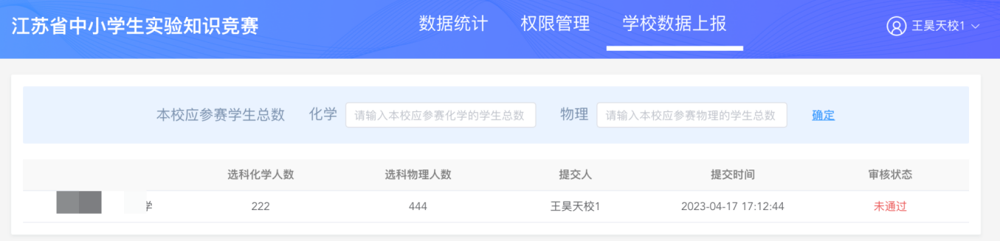 江苏省中小学生实验知识竞赛 数据统计 权限管理 学校数据上报 王昊天校1
本校应参赛学生总数 化学 请输入本校应参赛化学的学生总数 物理 请输入本校应参赛物理的学生总数 确定
选科化学人数 选科物理人数 提交人 提交时间 审核状态
学 222 444 王昊天校1 2023-04-17 17:12:44 未通过